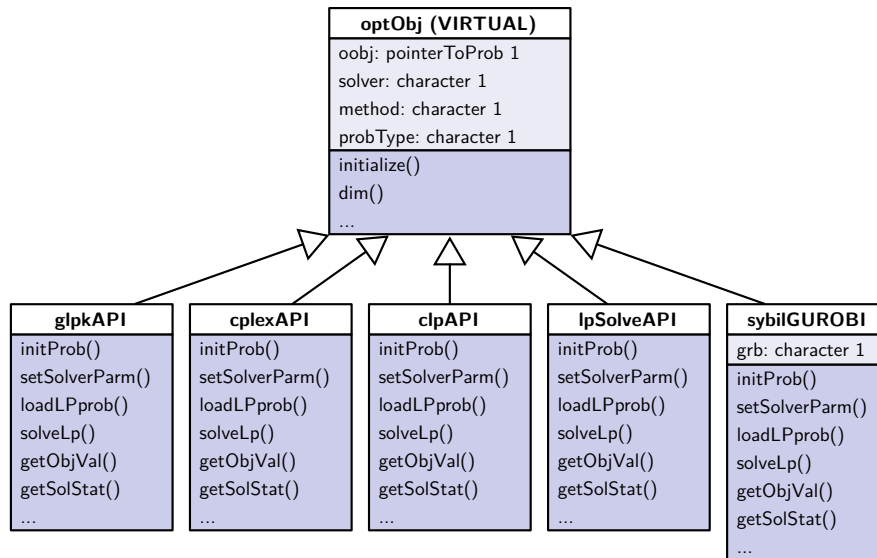 optObj (VIRTUAL)
oobj: pointerToProb 1
solver: character 1
method: character 1
probType: character 1
initialize()
dim()
...
glpkAPI
initProb()
setSolverParm()
loadLPprob()
solveLp()
getObjVal()
getSolStat()
...
cplexAPI
initProb()
setSolverParm()
loadLPprob()
solveLp()
getObjVal()
getSolStat()
...
clpAPI
initProb()
setSolverParm()
loadLPprob()
solveLp()
getObjVal()
getSolStat()
...
lpSolveAPI
initProb()
setSolverParm()
loadLPprob()
solveLp()
getObjVal()
getSolStat()
...
sybilGUROBI
grb: character 1
initProb()
setSolverParm()
loadLPprob()
solveLp()
getObjVal()
getSolStat()
...